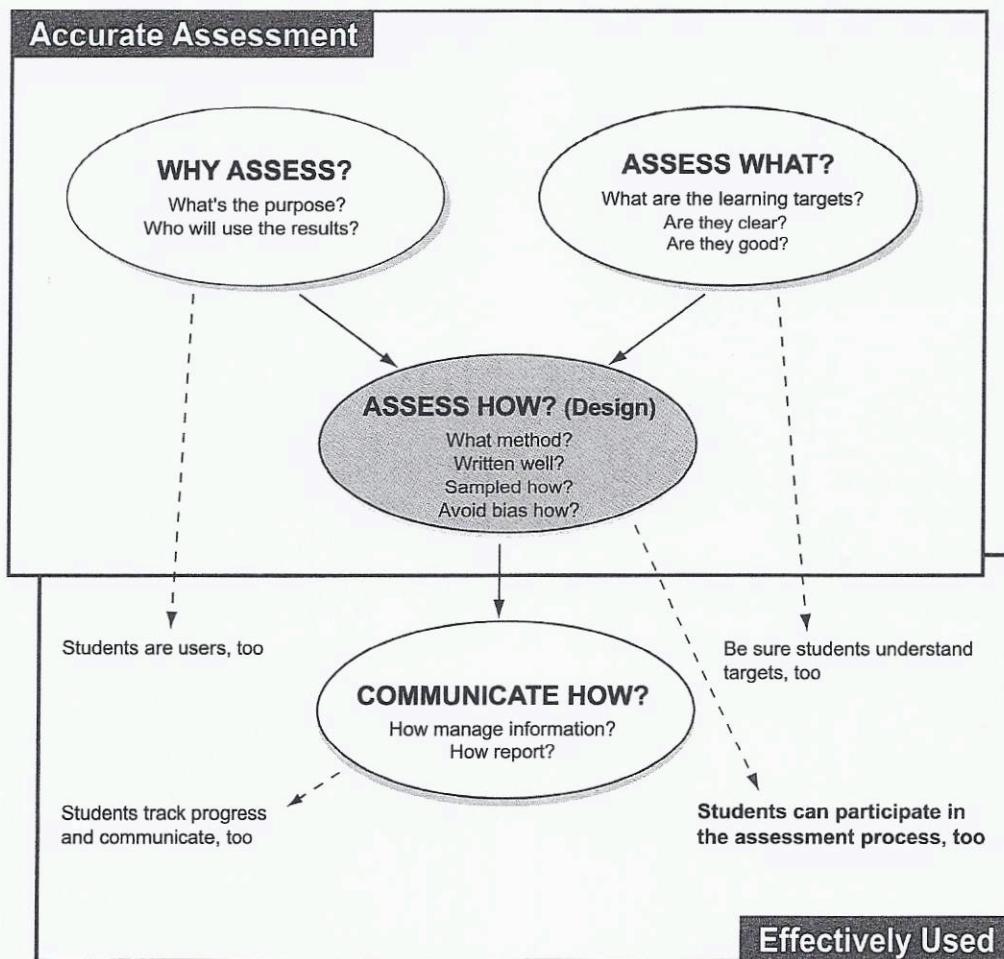 Accurate Assessment
WHY ASSESS?
What's the purpose?
Who will use the results?
ASSESS WHAT?
What are the learning targets?
Are they clear?
Are they good?
ASSESS HOW? (Design)
What method?
Written well?
Sampled how?
Avoid bias how?
Students are users, too
Be sure students understand
targets, too
COMMUNICATE HOW?
How manage information?
How report?
Students track progress
and communicate, too
Students can participate in
the assessment process, too
Effectively Used